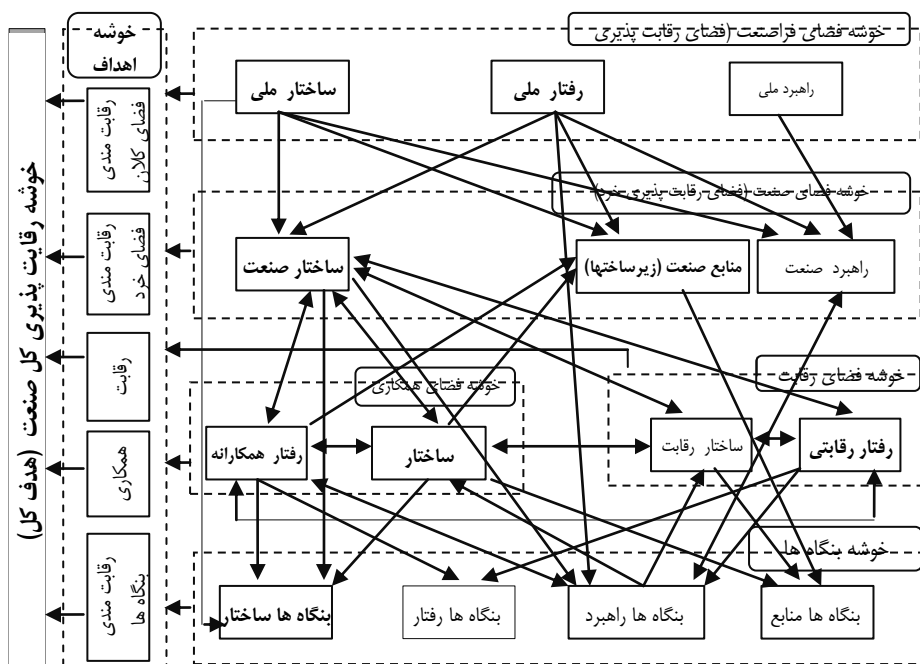 خوشه فضای فراصنعت (فضای رقابت پذیری
خوشه
اهداف
راهبرد ملی
رفتار ملی
ساختار ملی
فضای کلان
رقابت مندی
خوشه فضای صنعت (فضای رقابت پذیری خرد)
راهبرد صنعت
منابع صنعت (زیرساختها)
ساختار صنعت
فضای خرد
رقابت مندی
خوشه رقابت پذیری کل صنعت (هدف کل)
رقابت
خوشه فضای رقابت
خوشه فضای همکاری
رفتار رقابتی
ساختار رقابت
ساختار
رفتار همکارانه
همکاری
خوشه بنگاه ها
بنگاه ها منابع
بنگاه ها راهبرد
بنگاه ها رفتار
بنگاه ها ساختار
رقابت مندی
بنگاه ها